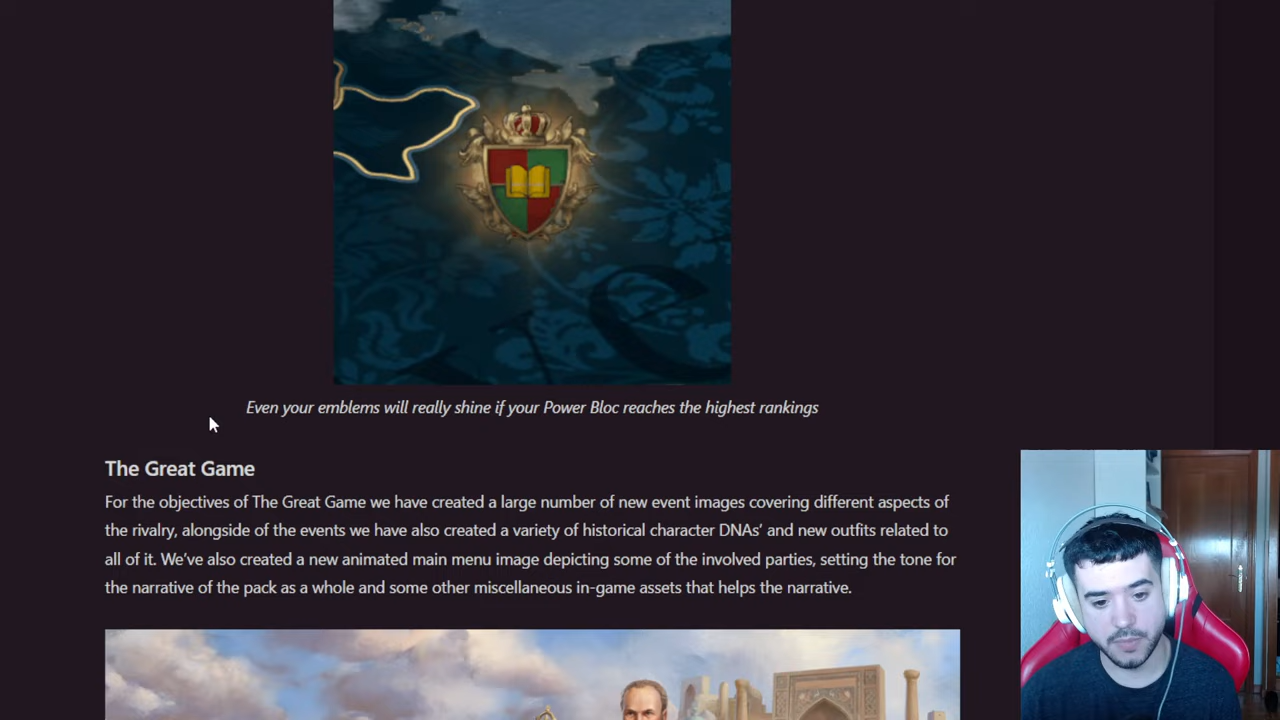 Even your emblems will really shine if your Power Bloc reaches the highest rankings
The Great Game
For the objectives of The Great Game we have created a large number of new event images covering different aspects of
the rivalry, alongside of the events we have also created a variety of historical character DNAs’ and new outfits related to
all of it. We’ve also created a new animated main menu image depicting some of the involved parties, setting the tone for
the narrative of the pack as a whole and some other miscellaneous in-game assets that helps the narrative.